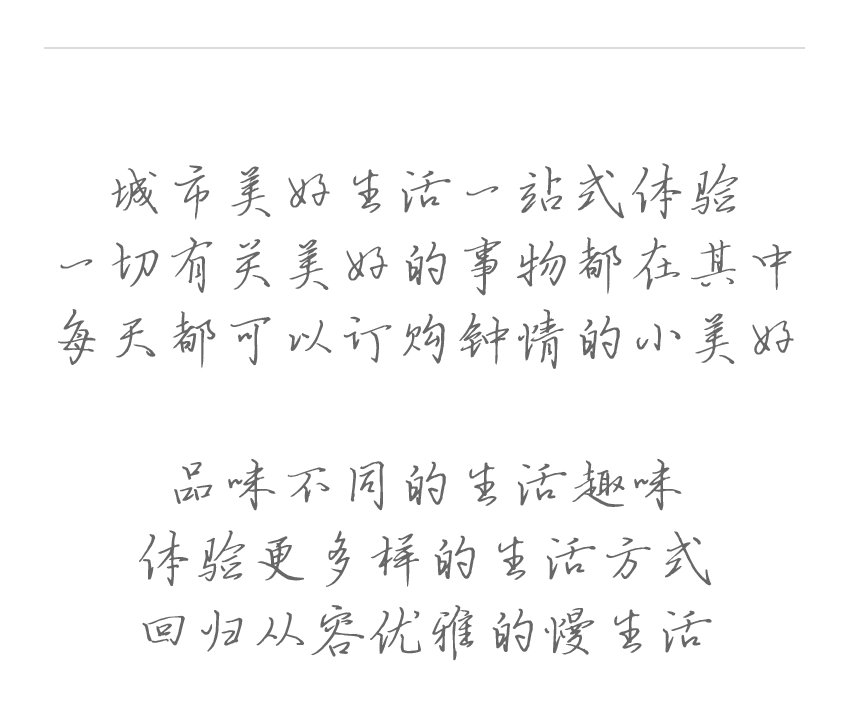 城市美好生活一站式体验
一切有关美好的事物都在其中
每天都可以订购钟情的小美好
品味不同的生活趣味
体验更多样的生活方式
回归从容优雅的慢生活